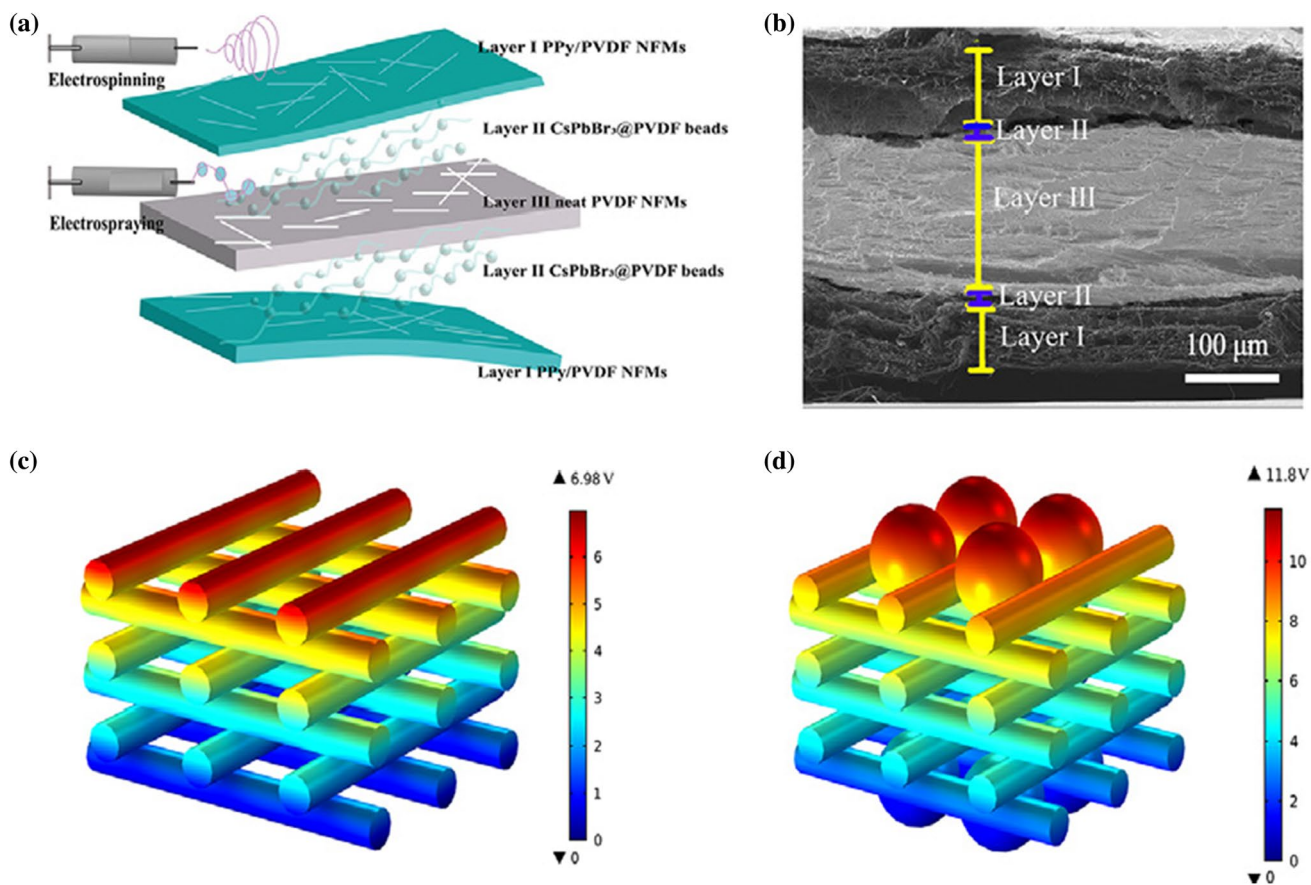 (a)
Electrospinning
Layer I PPy/PVDF NFMs
Layer II CsPbBr₃@PVDF beads
Electrospraying
Layer III neat PVDF NFMs
Layer II CsPbBr₃@PVDF beads
Layer I PPy/PVDF NFMs
(b)
Layer I
Layer II
Layer III
Layer II
Layer I
100 μm
(c)
▲ 6.98 V
6
5
4
3
2
1
0
▼ 0
(d)
▲ 11.8 V
10
8
6
4
2
0
▼ 0